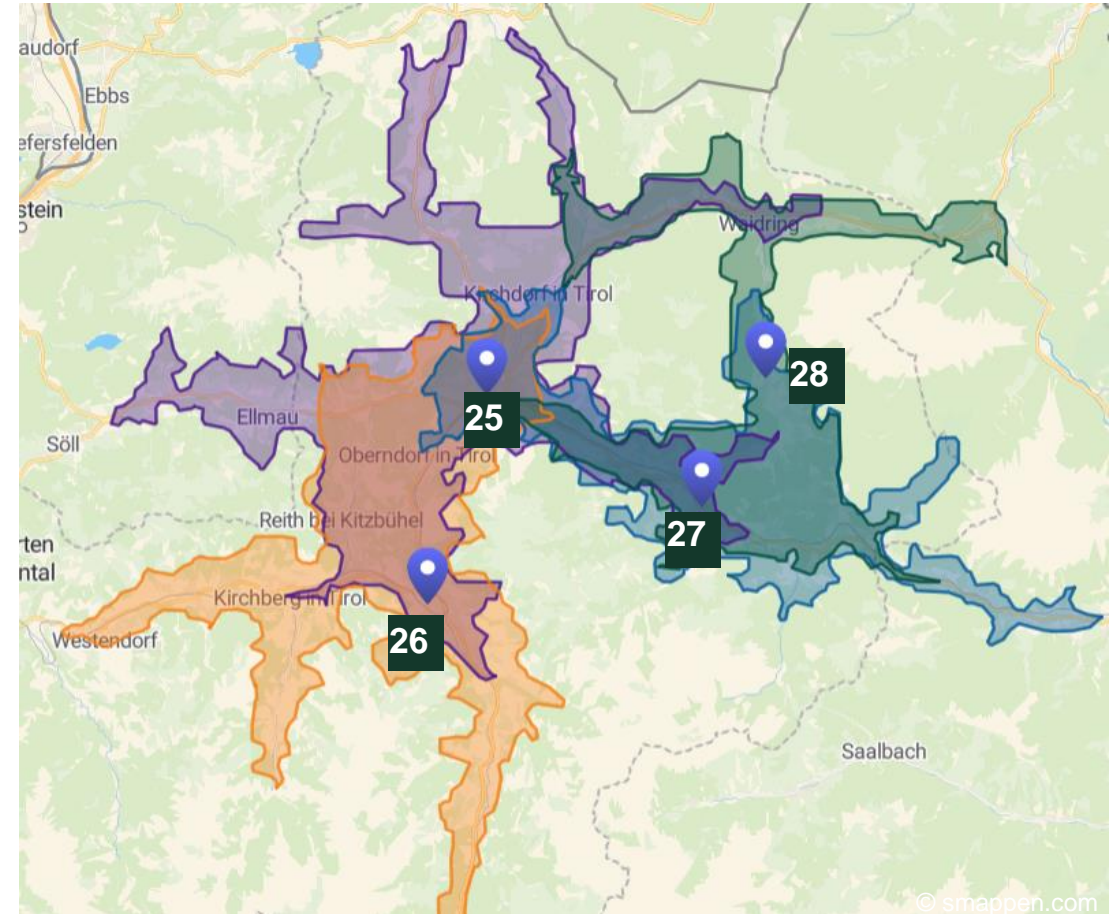 audorf
Ebbs
efersfelden
stein
Waidring
Kirchdorf in Tirol
28
Ellmau
25
Söll
Oberndorf in Tirol
Reith bei Kitzbühel
27
ten
ntal
Kirchberg in Tirol
26
Westendorf
Saalbach
© smappen.com